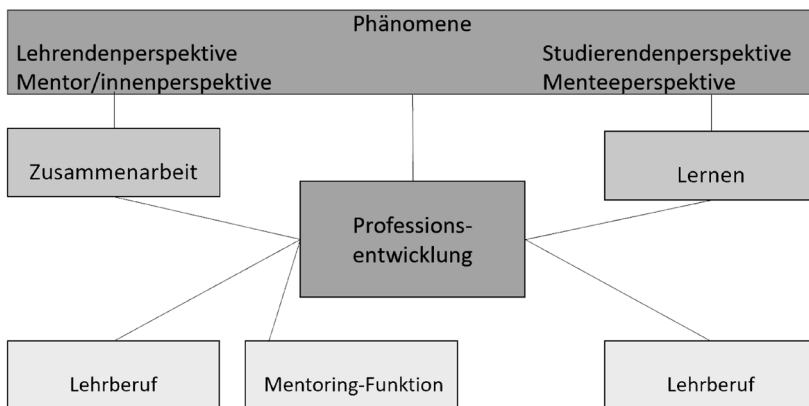 Phänomene
Lehrendenperspektive
Mentor/innenperspektive
Studierendenperspektive
Menteeperspektive
Zusammenarbeit
Lernen
Professions-
entwicklung
Lehrberuf
Mentoring-Funktion
Lehrberuf